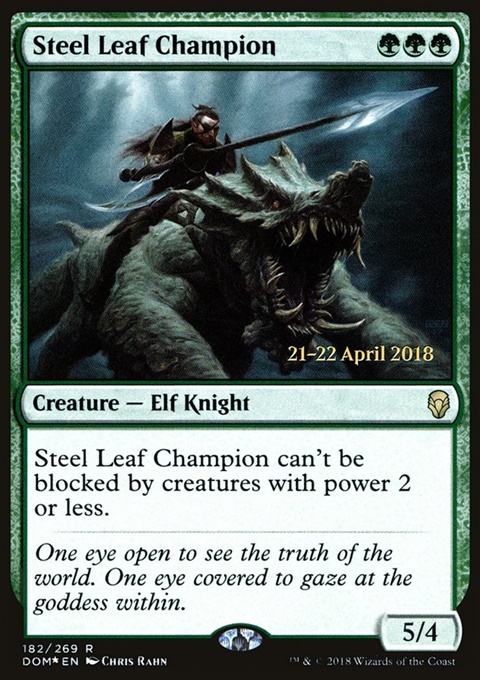 Steel Leaf Champion
21–22 April 2018
Creature — Elf Knight
Steel Leaf Champion can't be
blocked by creatures with power 2
or less.
One eye open to see the truth of the
world. One eye covered to gaze at the
goddess within.
5/4
182/269 R
DOM★EN Chris Rahn
™ & © 2018 Wizards of the Coast